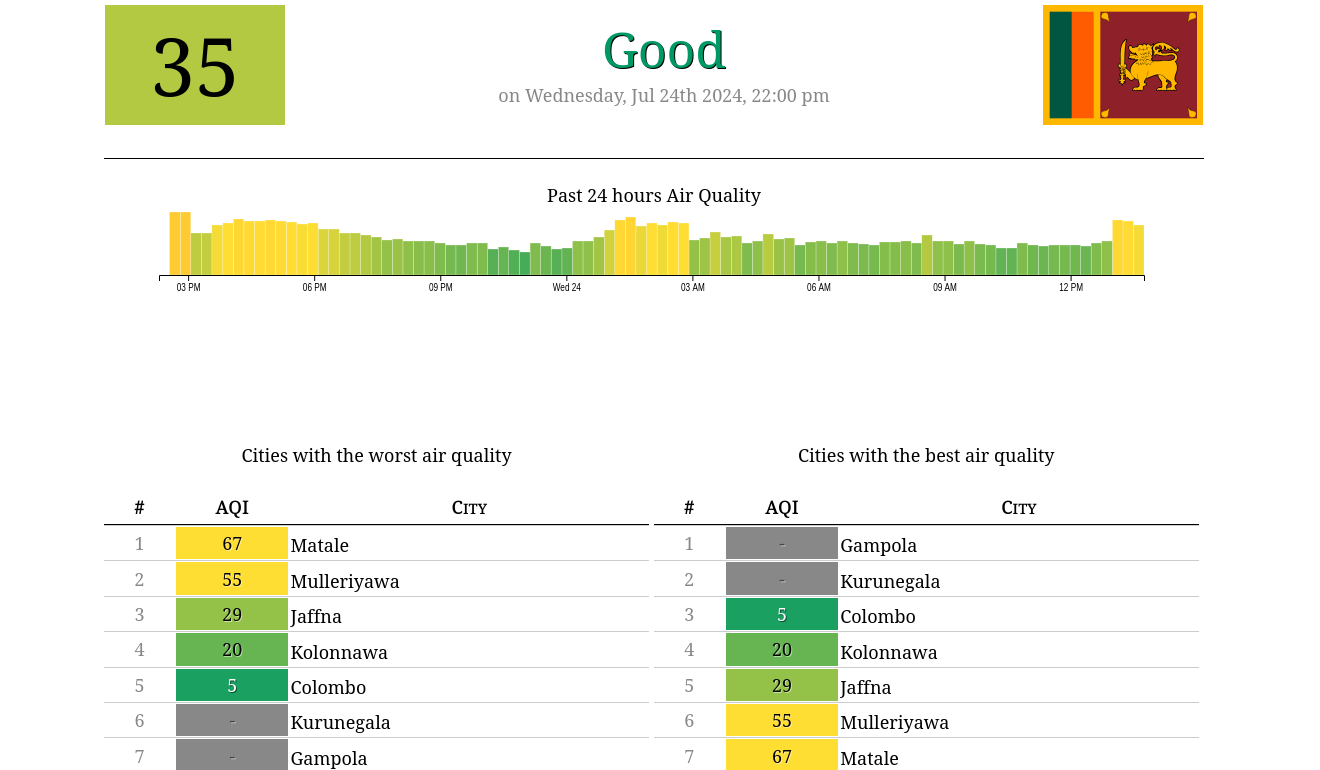 35
Good
on Wednesday, Jul 24th 2024, 22:00 pm
Past 24 hours Air Quality
03 PM 06 PM 09 PM Wed 24 03 AM 06 AM 09 AM 12 PM
Cities with the worst air quality
# AQI City
1 67 Matale
2 55 Mulleriyawa
3 29 Jaffna
4 20 Kolonnawa
5 5 Colombo
6 - Kurunegala
7 - Gampola
Cities with the best air quality
# AQI City
1 - Gampola
2 - Kurunegala
3 5 Colombo
4 20 Kolonnawa
5 29 Jaffna
6 55 Mulleriyawa
7 67 Matale